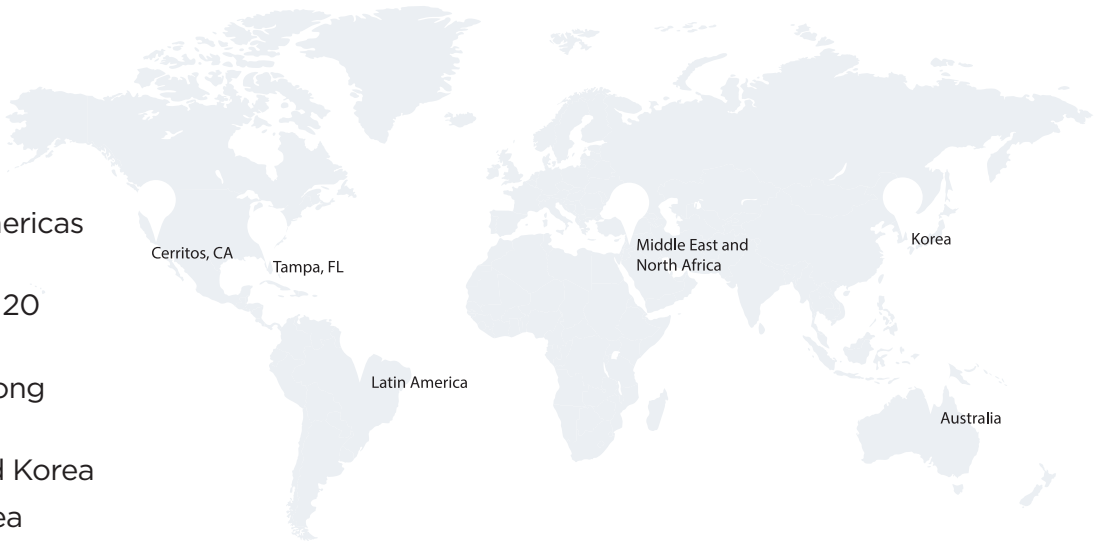 ericas
20
ong
Korea
ea
Cerritos, CA
Tampa, FL
Latin America
Middle East and
North Africa
Korea
Australia